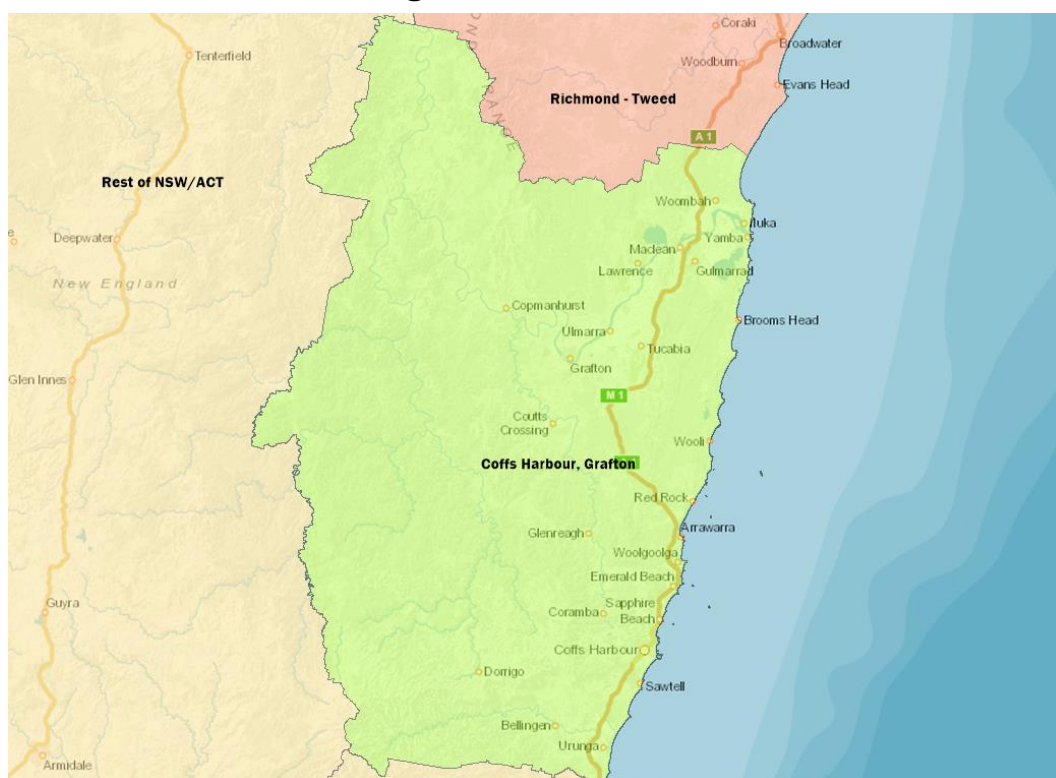 Coraki
Broadwater
Woodburn
Tenterfield
Evans Head
Richmond - Tweed
A 1
Rest of NSW/ACT
Woombah
Iluka
Yamba
Deepwater
Maclean
Lawrence
Gulmarrad
New England
Copmanhurst
Brooms Head
Ulmarra
Tucabia
Grafton
Glen Innes
M 1
Coutts
Crossing
Wooli
Coffs Harbour, Grafton
Red Rock
Arrawarra
Glenreagh
Woolgoolga
Emerald Beach
Guyra
Sapphire
Beach
Coramba
Coffs Harbour
Dorrigo
Sawtell
Bellingen
Urunga
Armidale